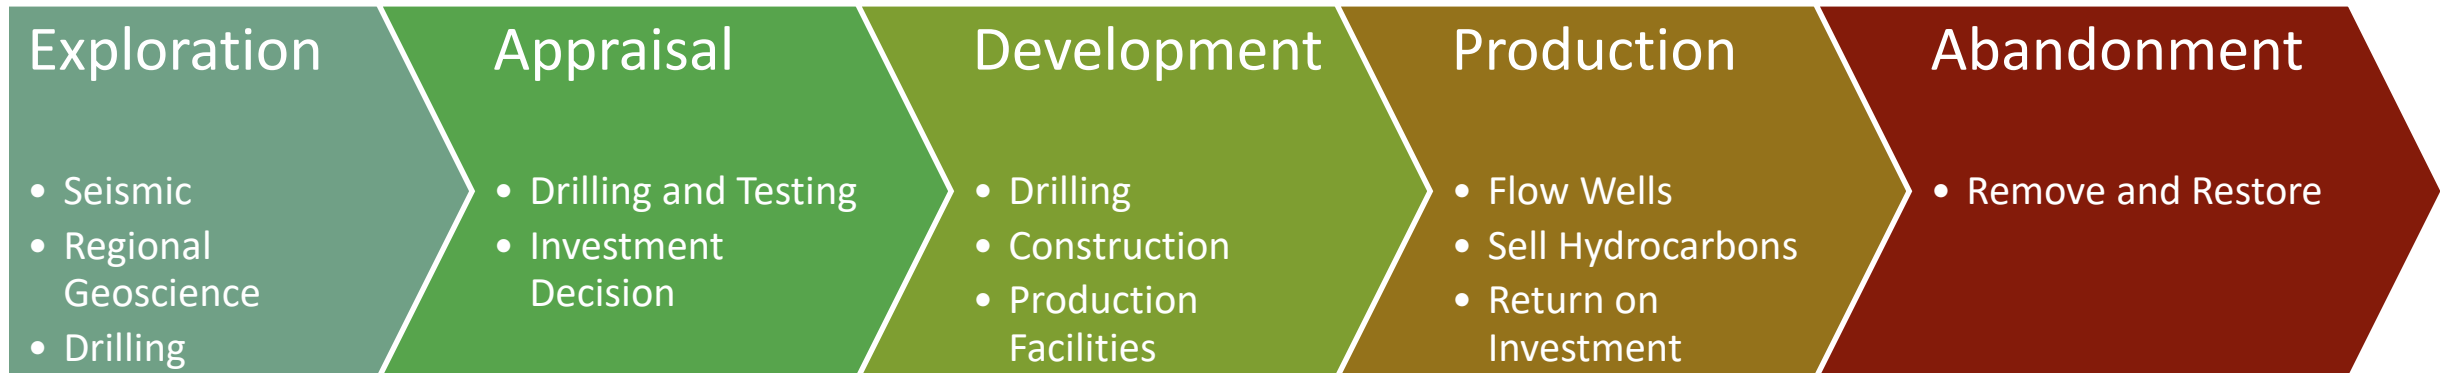 Exploration
• Seismic
• Regional
Geoscience
• Drilling
Appraisal
• Drilling and Testing
• Investment
Decision
Development
• Drilling
• Construction
• Production
Facilities
Production
• Flow Wells
• Sell Hydrocarbons
• Return on
Investment
Abandonment
• Remove and Restore